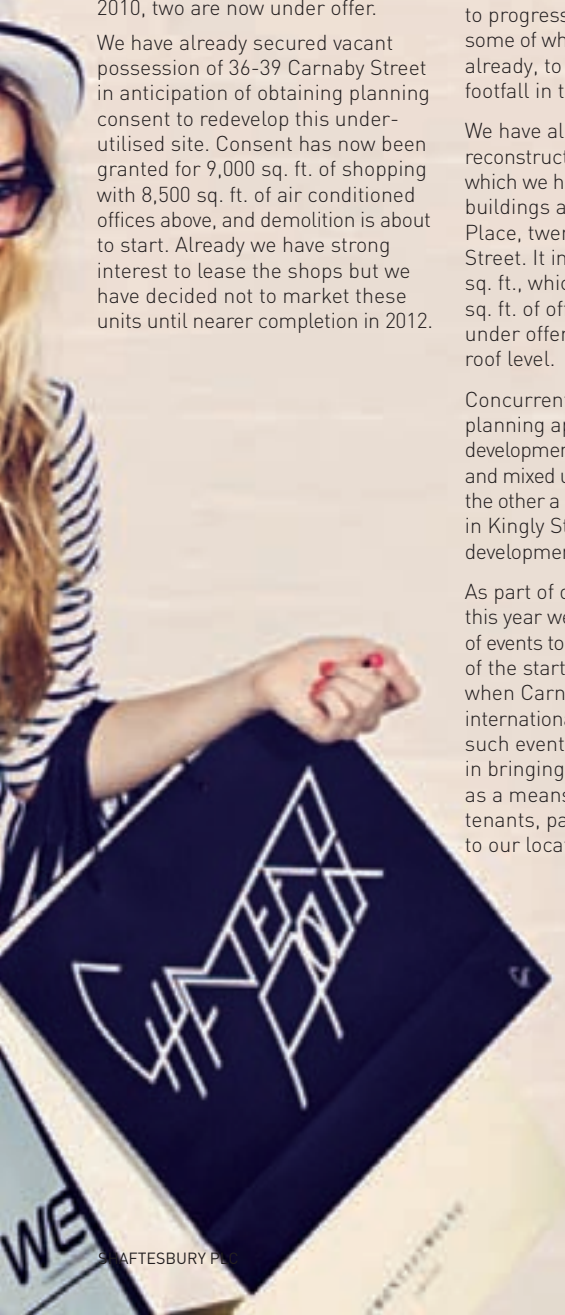 2010, two are now under offer.
We have already secured vacant
possession of 36-39 Carnaby Street
in anticipation of obtaining planning
consent to redevelop this under-
utilised site. Consent has now been
granted for 9,000 sq. ft. of shopping
with 8,500 sq. ft. of air conditioned
offices above, and demolition is about
to start. Already we have strong
interest to lease the shops but we
have decided not to market these
units until nearer completion in 2012.
to progress
some of wh
already, to
footfall in t
We have al
reconstruct
which we h
buildings a
Place, twer
Street. It in
sq. ft., whic
sq. ft. of of
under offer
roof level.
Concurren
planning ap
developmen
and mixed u
the other a
in Kingly St
developmen
As part of o
this year we
of events to
of the start
when Carn
internation
such event
in bringing
as a means
tenants, pa
to our loca
WE
SHAFTESBURY PLC